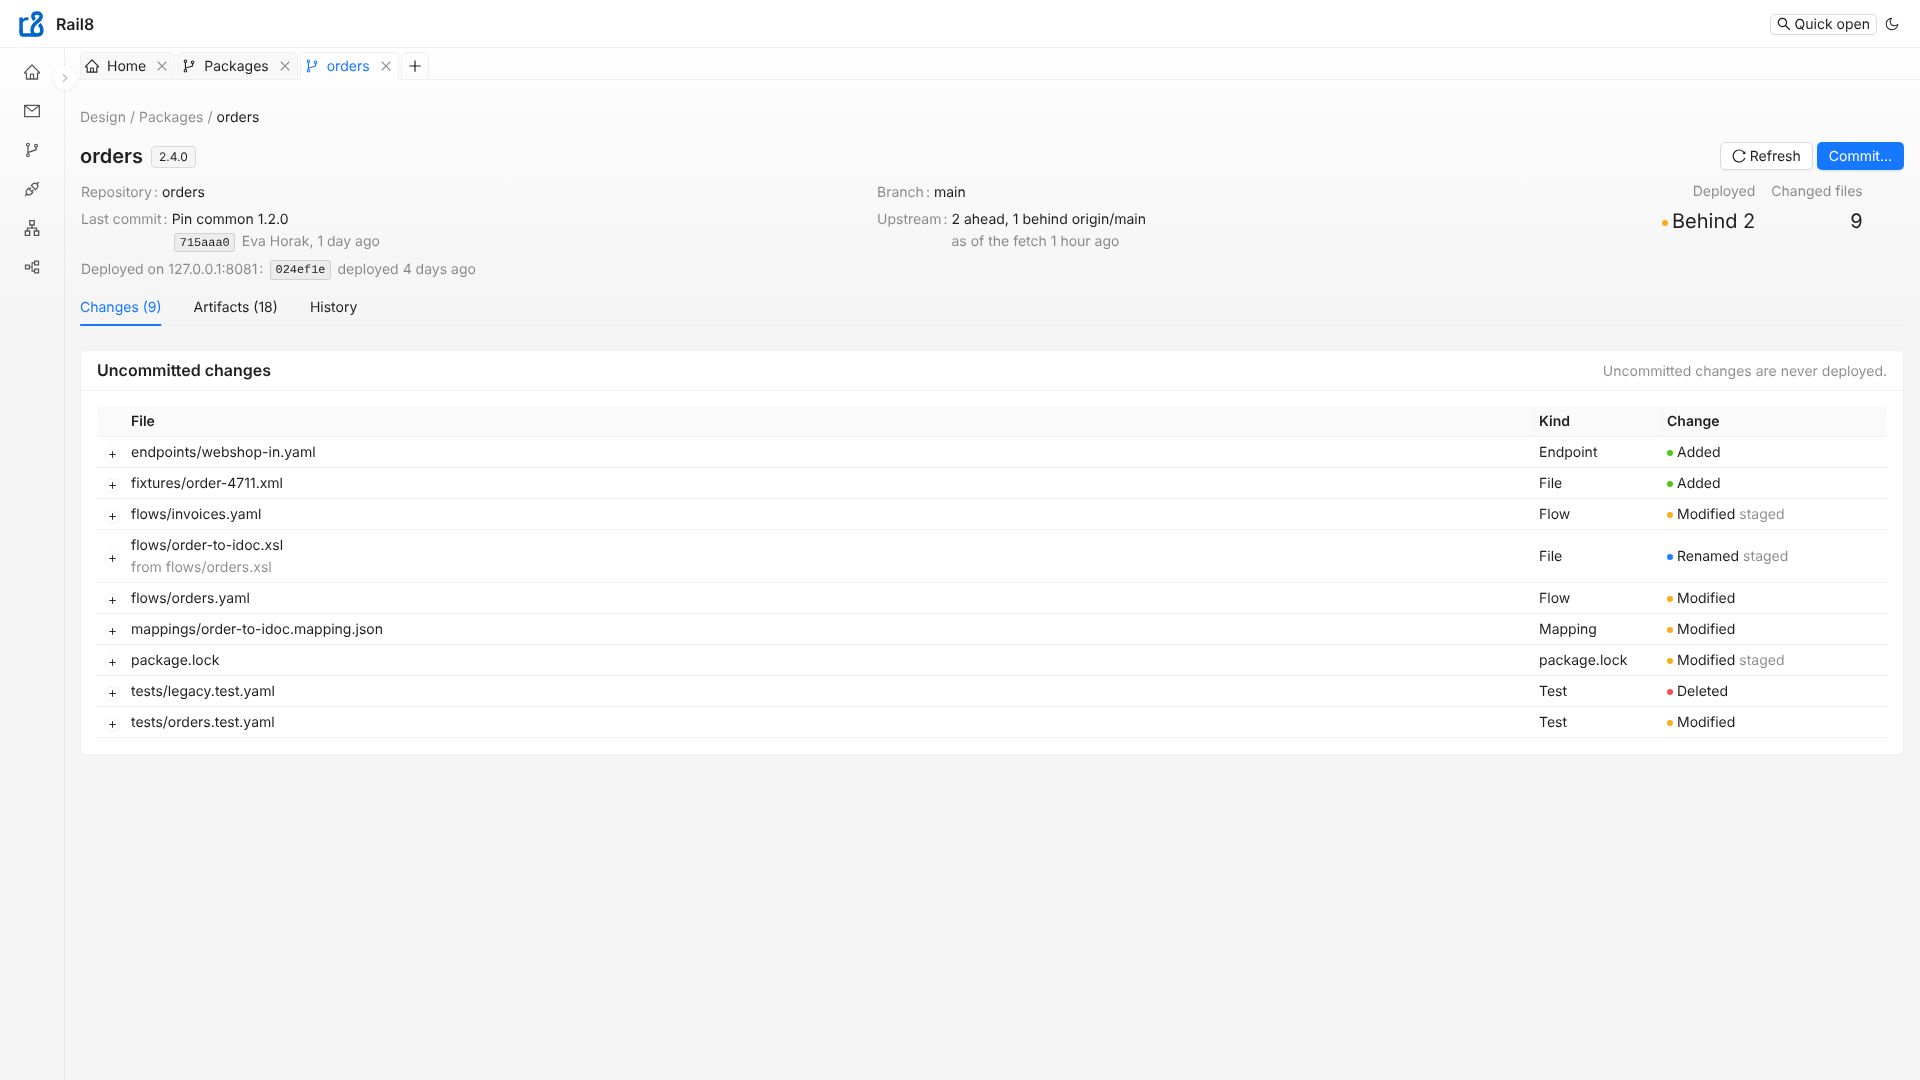 r8 Rail8
Quick open
Home
Packages
orders
Design / Packages / orders
orders 2.4.0
Refresh
Commit...
Repository: orders
Branch: main
Deployed
Changed files
Last commit: Pin common 1.2.0
715aaa0 Eva Horak, 1 day ago
Upstream: 2 ahead, 1 behind origin/main
as of the fetch 1 hour ago
Behind 2
9
Deployed on 127.0.0.1:8081: 024ef1e deployed 4 days ago
Changes (9)
Artifacts (18)
History
Uncommitted changes
Uncommitted changes are never deployed.
File Kind Change
endpoints/webshop-in.yaml Endpoint Added
fixtures/order-4711.xml File Added
flows/invoices.yaml Flow Modified staged
flows/order-to-idoc.xsl File Renamed staged
from flows/orders.xsl
flows/orders.yaml Flow Modified
mappings/order-to-idoc.mapping.json Mapping Modified
package.lock package.lock Modified staged
tests/legacy.test.yaml Test Deleted
tests/orders.test.yaml Test Modified